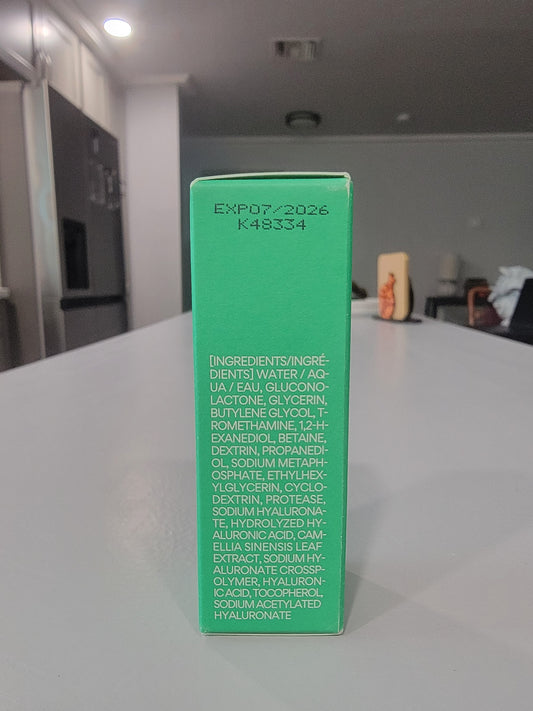 EXP07/2026
K48334
[INGREDIENTS/INGRÉ-
DIENTS] WATER / AQ-
UA / EAU, GLUCONO-
LACTONE, GLYCERIN,
BUTYLENE GLYCOL, T-
ROMETHAMINE, 1,2-H-
EXANEDIOL, BETAINE,
DEXTRIN, PROPANEDI-
OL, SODIUM METAPH-
OSPHATE, ETHYLHEX-
YLGLYCERIN, CYCLO-
DEXTRIN, PROTEASE,
SODIUM HYALURONA-
TE, HYDROLYZED HY-
ALURONIC ACID, CAM-
ELLIA SINENSIS LEAF
EXTRACT, SODIUM HY-
ALURONATE CROSSP-
OLYMER, HYALURON-
IC ACID, TOCOPHEROL,
SODIUM ACETYLATED
HYALURONATE